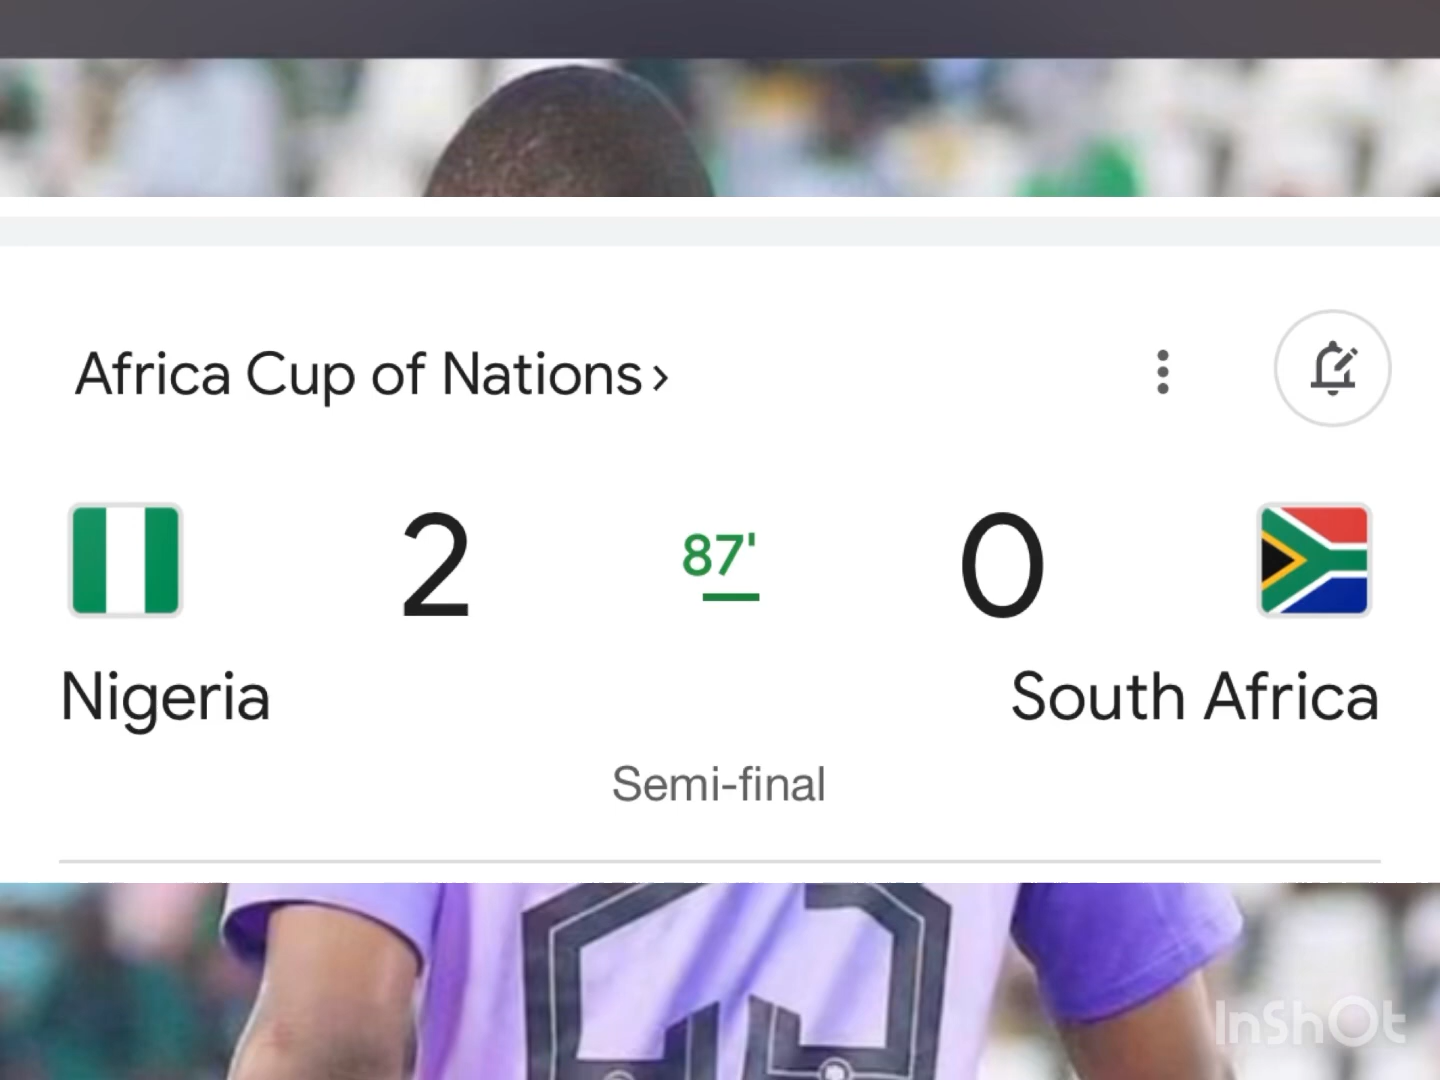 Africa Cup of Nations ›
2 87' 0
Nigeria South Africa
Semi-final
InShOt